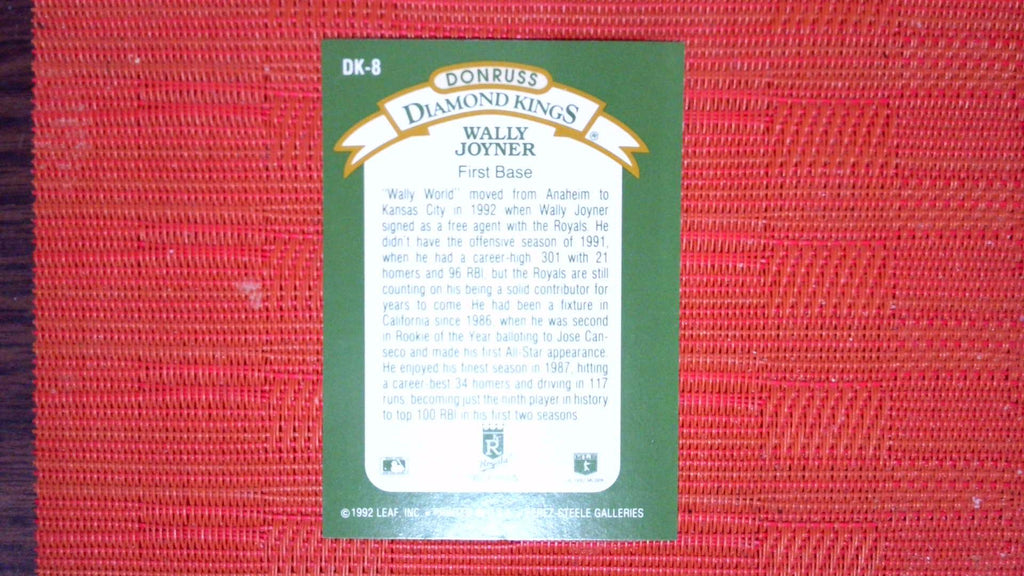 DK-8
DONRUSS
DIAMOND KINGS
WALLY
JOYNER
First Base
"Wally World" moved from Anaheim to
Kansas City in 1992 when Wally Joyner
signed as a free agent with the Royals. He
didn't have the offensive season of 1991,
when he had a career-high .301 with 21
homers and 96 RBI, but the Royals are still
counting on his being a solid contributor for
years to come. He had been a fixture in
California since 1986, when he was second
in Rookie of the Year balloting to Jose Can-
seco and made his first All-Star appearance.
He enjoyed his finest season in 1987, hitting
a career-best 34 homers and driving in 117
runs, becoming just the ninth player in history
to top 100 RBI in his first two seasons.
R
Royals
©1992 LEAF, INC. • PRINTED IN U.S.A. • PEREZ-STEELE GALLERIES